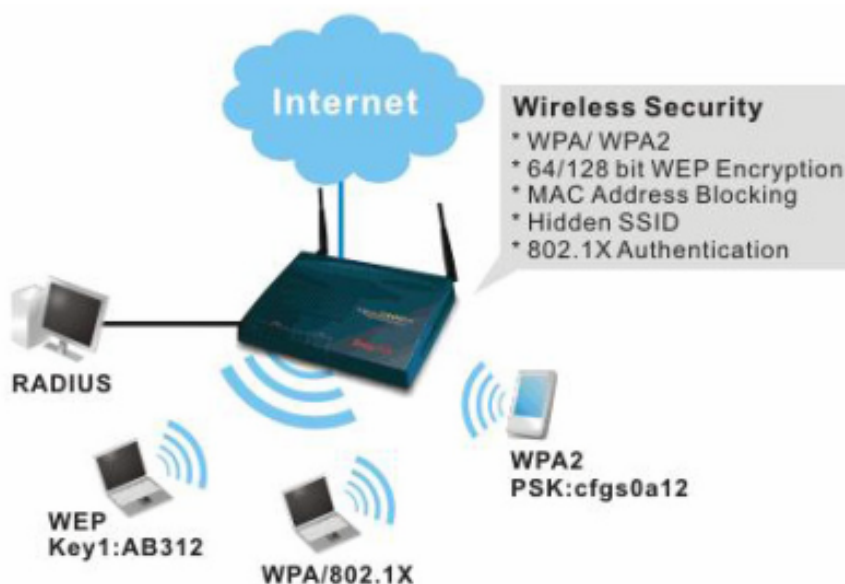 Internet
Wireless Security
* WPA/ WPA2
* 64/128 bit WEP Encryption
* MAC Address Blocking
* Hidden SSID
* 802.1X Authentication
RADIUS
WEP
Key1:AB312
WPA/802.1X
WPA2
PSK:cfgs0a12